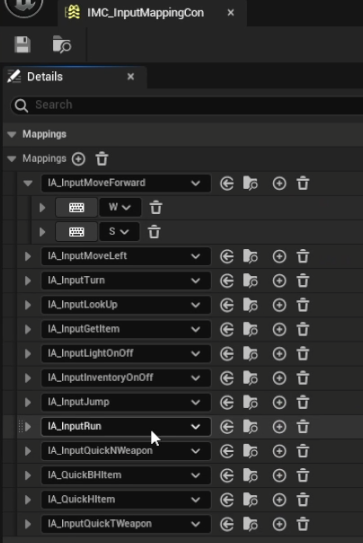 IMC_InputMappingCon
Details
Search
Mappings
Mappings
IA_InputMoveForward
W
S
IA_InputMoveLeft
IA_InputTurn
IA_InputLookUp
IA_InputGetItem
IA_InputLightOnOff
IA_InputInventoryOnOff
IA_InputJump
IA_InputRun
IA_InputQuickNWeapon
IA_QuickBHItem
IA_QuickHItem
IA_InputQuickTWeapon